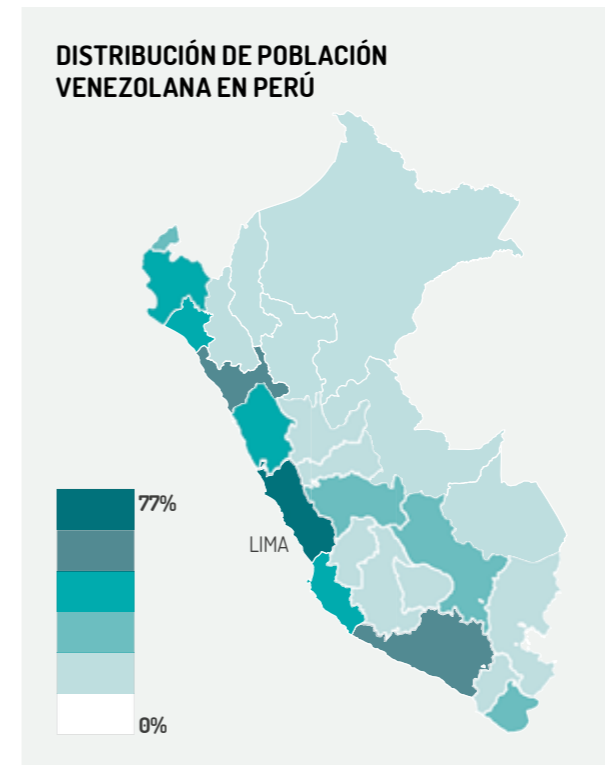 DISTRIBUCIÓN DE POBLACIÓN
VENEZOLANA EN PERÚ
77%
LIMA
0%